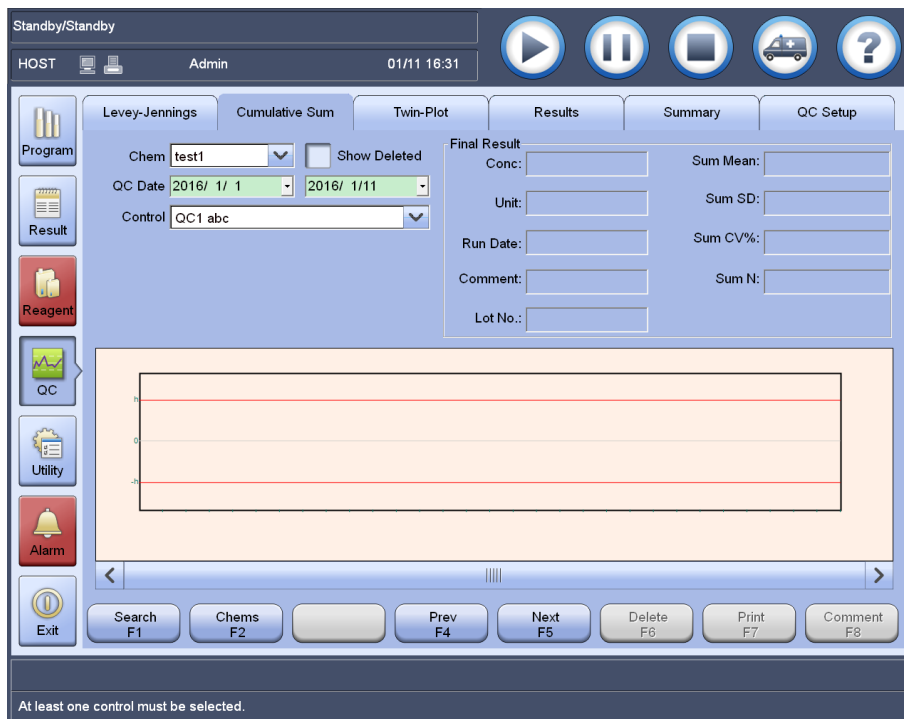 Standby/Standby
HOST Admin 01/11 16:31
Levey-Jennings Cumulative Sum Twin-Plot Results Summary QC Setup
Program
Result
Reagent
QC
Utility
Alarm
Exit
Chem test1 Show Deleted
QC Date 2016/ 1/ 1 2016/ 1/11
Control QC1 abc
Final Result
Conc: Sum Mean:
Unit: Sum SD:
Run Date: Sum CV%:
Comment: Sum N:
Lot No.:
h
0
-h
Search F1
Chems F2
Prev F4
Next F5
Delete F6
Print F7
Comment F8
At least one control must be selected.